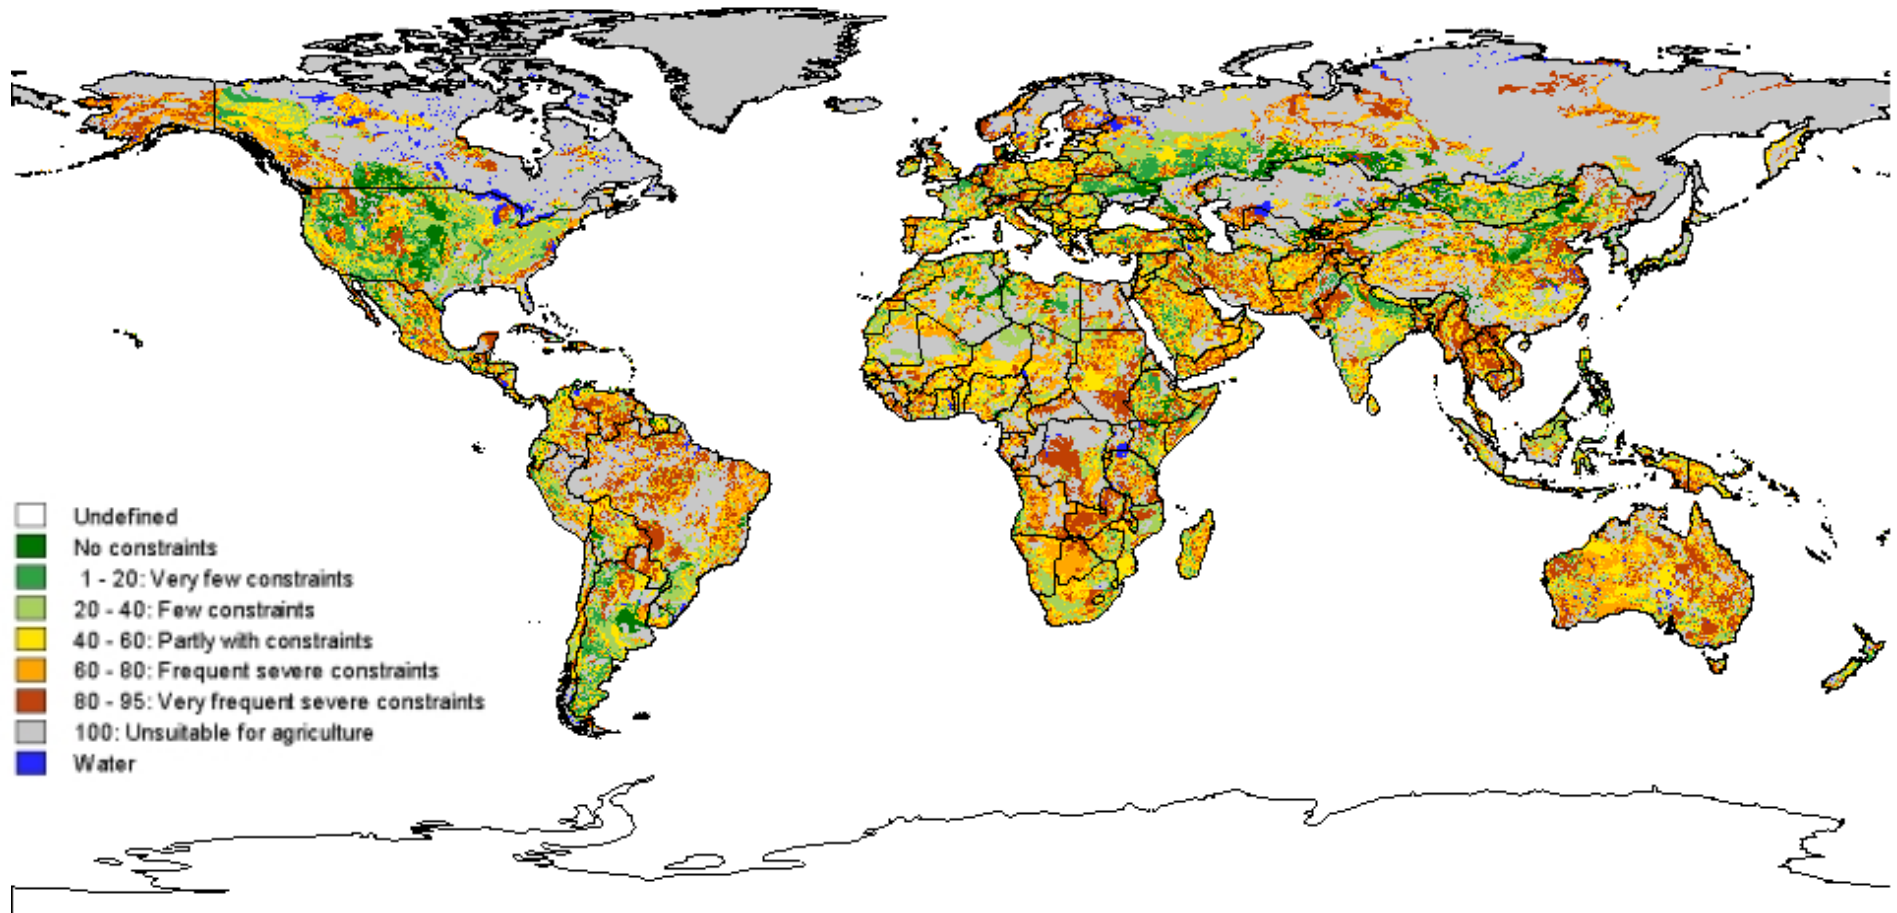 Undefined
No constraints
1 - 20: Very few constraints
20 - 40: Few constraints
40 - 60: Partly with constraints
60 - 80: Frequent severe constraints
80 - 95: Very frequent severe constraints
100: Unsuitable for agriculture
Water